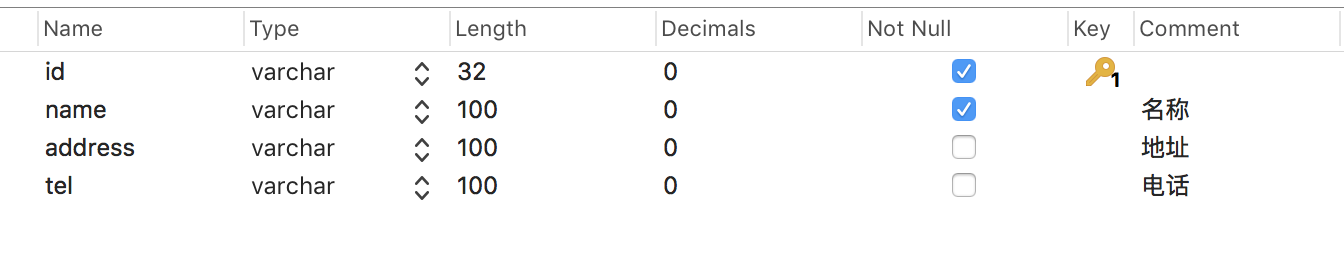 Name Type Length Decimals Not Null Key Comment
id varchar 32 0 1
name varchar 100 0 名称
address varchar 100 0 地址
tel varchar 100 0 电话